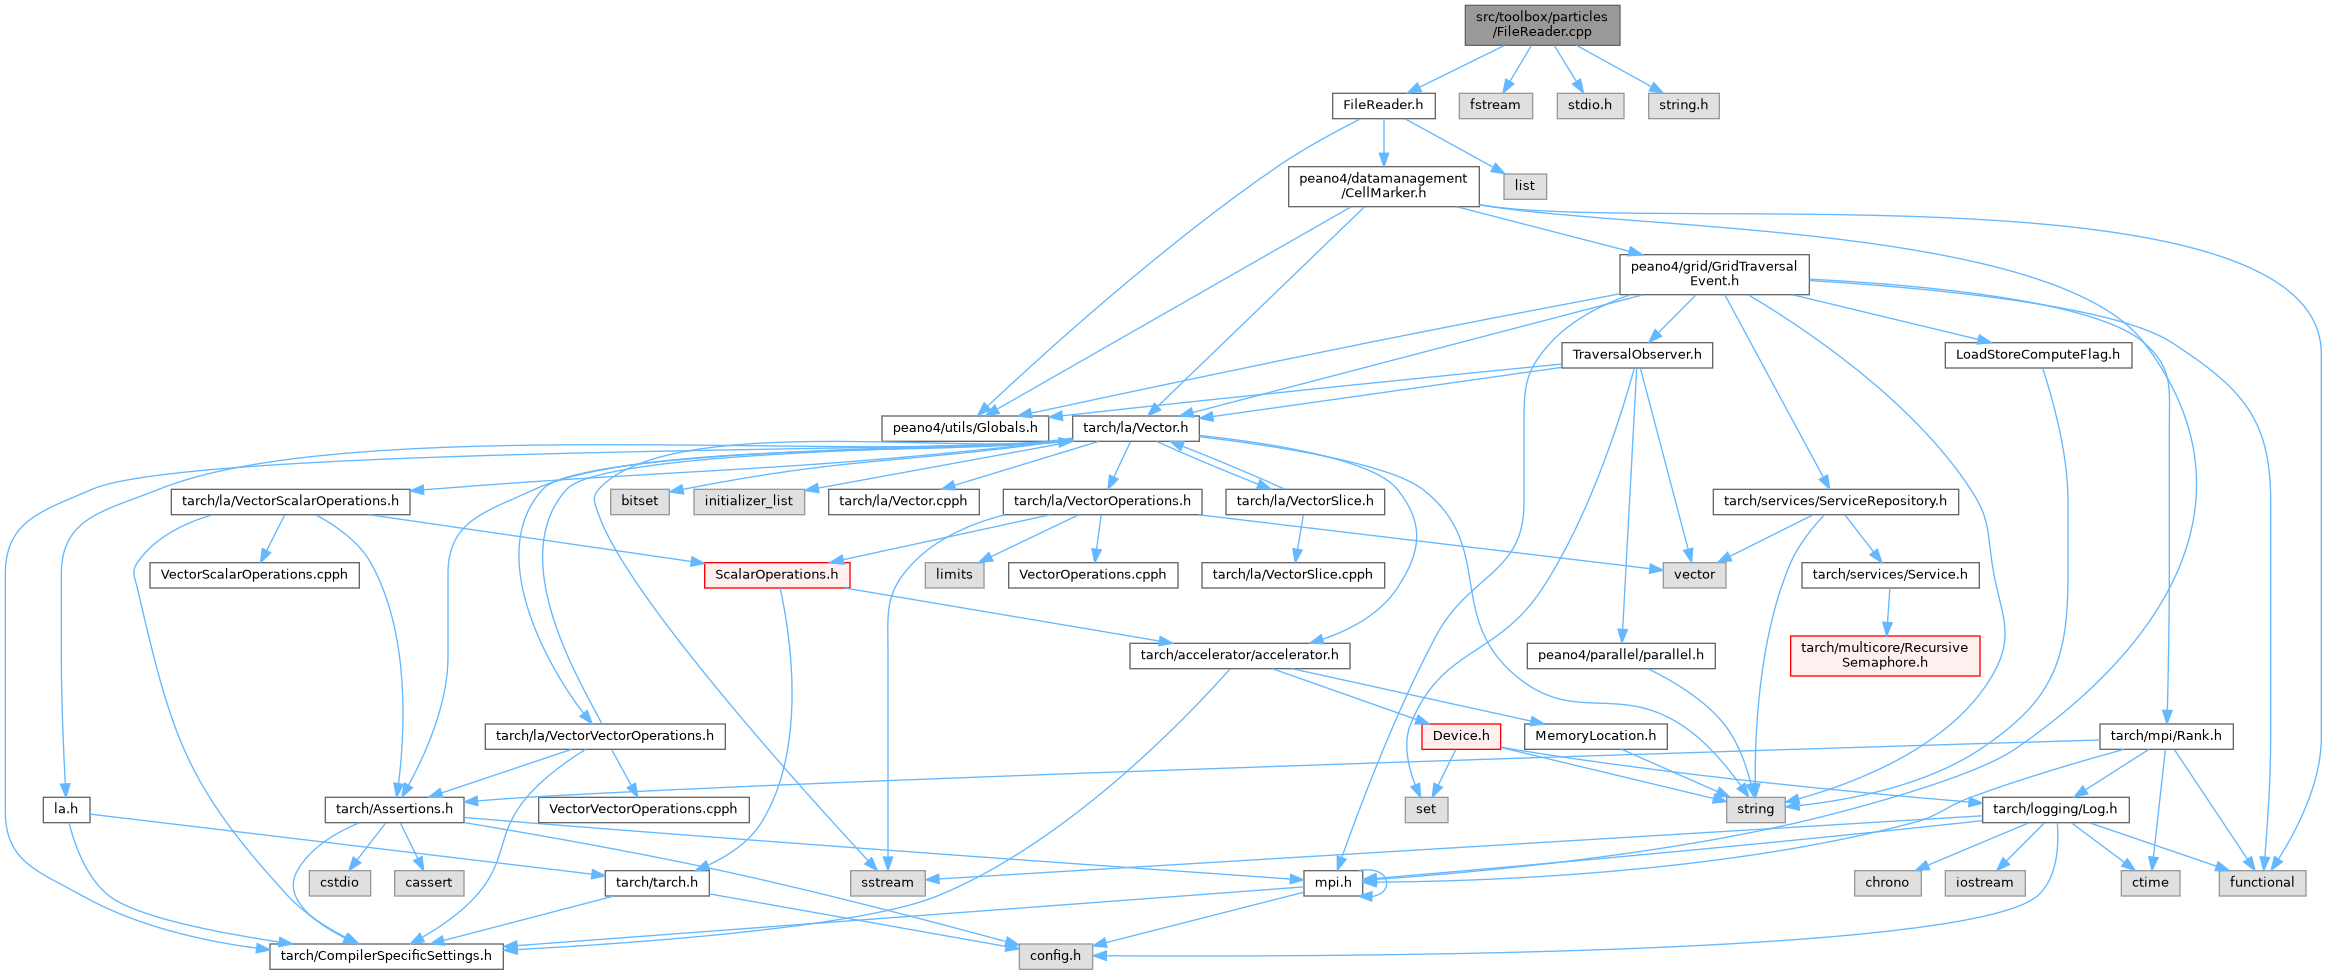 src/toolbox/particles
/FileReader.cpp
FileReader.h
fstream
stdio.h
string.h
peano4/datamanagement
/CellMarker.h
list
peano4/grid/GridTraversal
Event.h
TraversalObserver.h
LoadStoreComputeFlag.h
peano4/utils/Globals.h
tarch/la/Vector.h
tarch/la/VectorScalarOperations.h
bitset
initializer_list
tarch/la/Vector.cpph
tarch/la/VectorOperations.h
tarch/la/VectorSlice.h
tarch/services/ServiceRepository.h
VectorScalarOperations.cpph
ScalarOperations.h
limits
VectorOperations.cpph
tarch/la/VectorSlice.cpph
vector
tarch/services/Service.h
tarch/accelerator/accelerator.h
peano4/parallel/parallel.h
tarch/multicore/Recursive
Semaphore.h
tarch/la/VectorVectorOperations.h
Device.h
MemoryLocation.h
tarch/mpi/Rank.h
la.h
tarch/Assertions.h
VectorVectorOperations.cpph
set
string
tarch/logging/Log.h
cstdio
cassert
tarch/tarch.h
sstream
mpi.h
chrono
iostream
ctime
functional
tarch/CompilerSpecificSettings.h
config.h